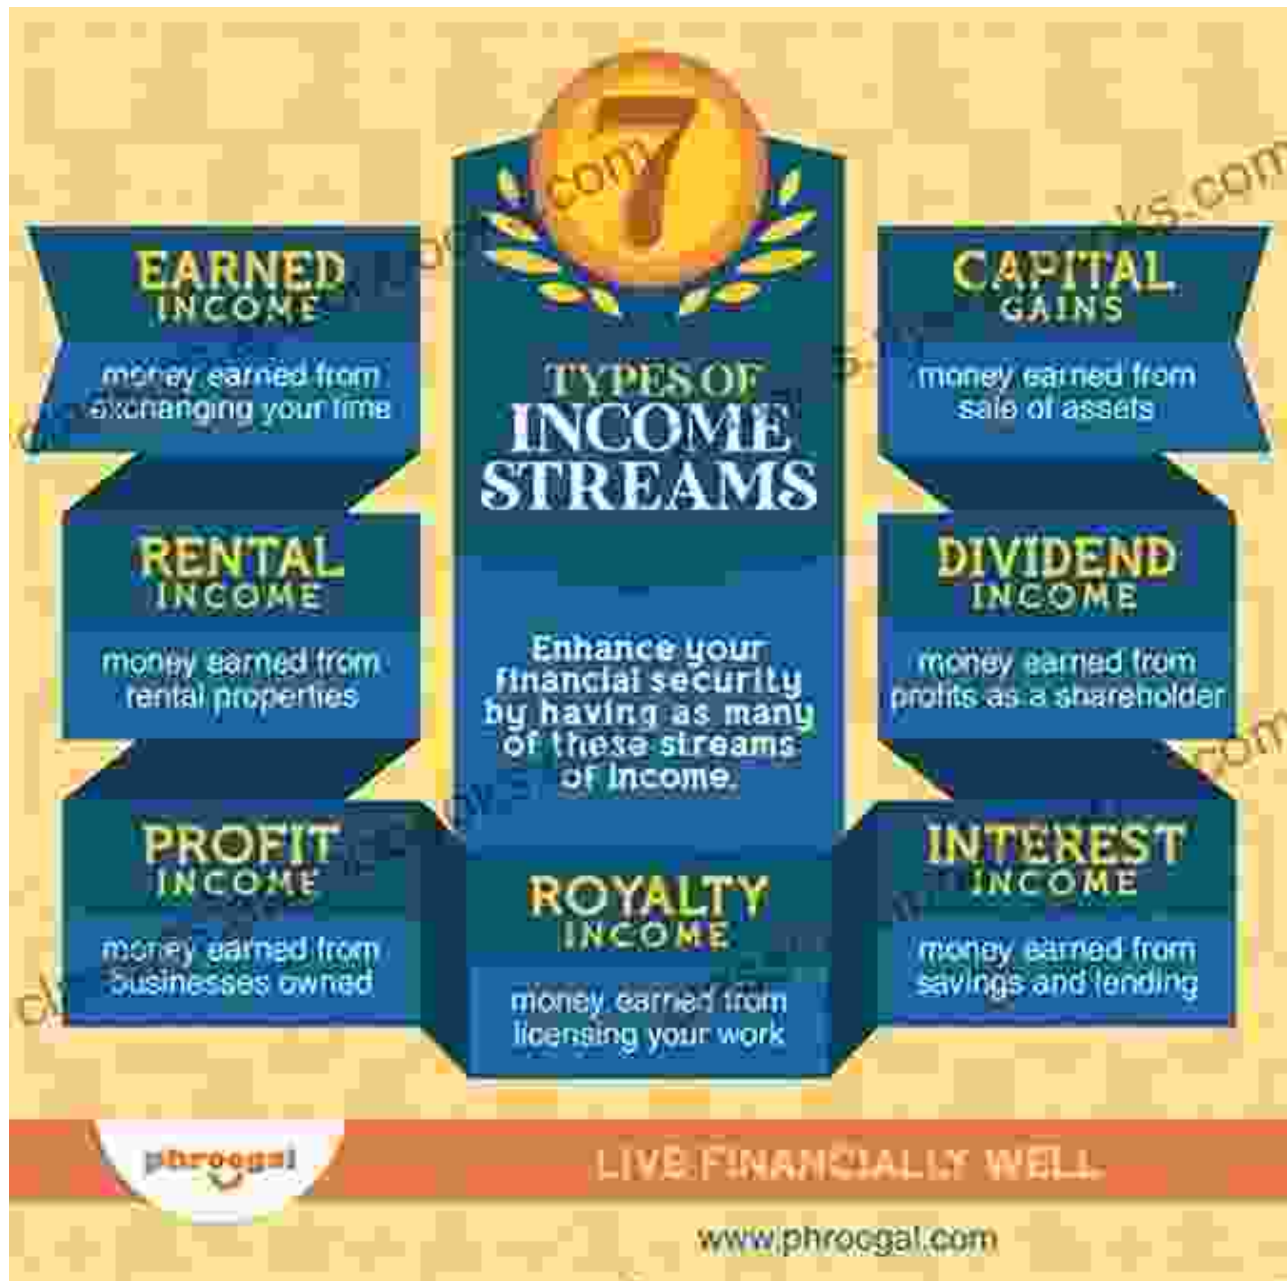 7
TYPES OF
INCOME
STREAMS
Enhance your
financial security
by having as many
of these streams
of income.
EARNED
INCOME
money earned from
exchanging your time
RENTAL
INCOME
money earned from
rental properties
PROFIT
INCOME
money earned from
businesses owned
ROYALTY
INCOME
money earned from
licensing your work
CAPITAL
GAINS
money earned from
sale of assets
DIVIDEND
INCOME
money earned from
profits as a shareholder
INTEREST
INCOME
money earned from
savings and lending
phroogal
LIVE FINANCIALLY WELL
www.phroogal.com